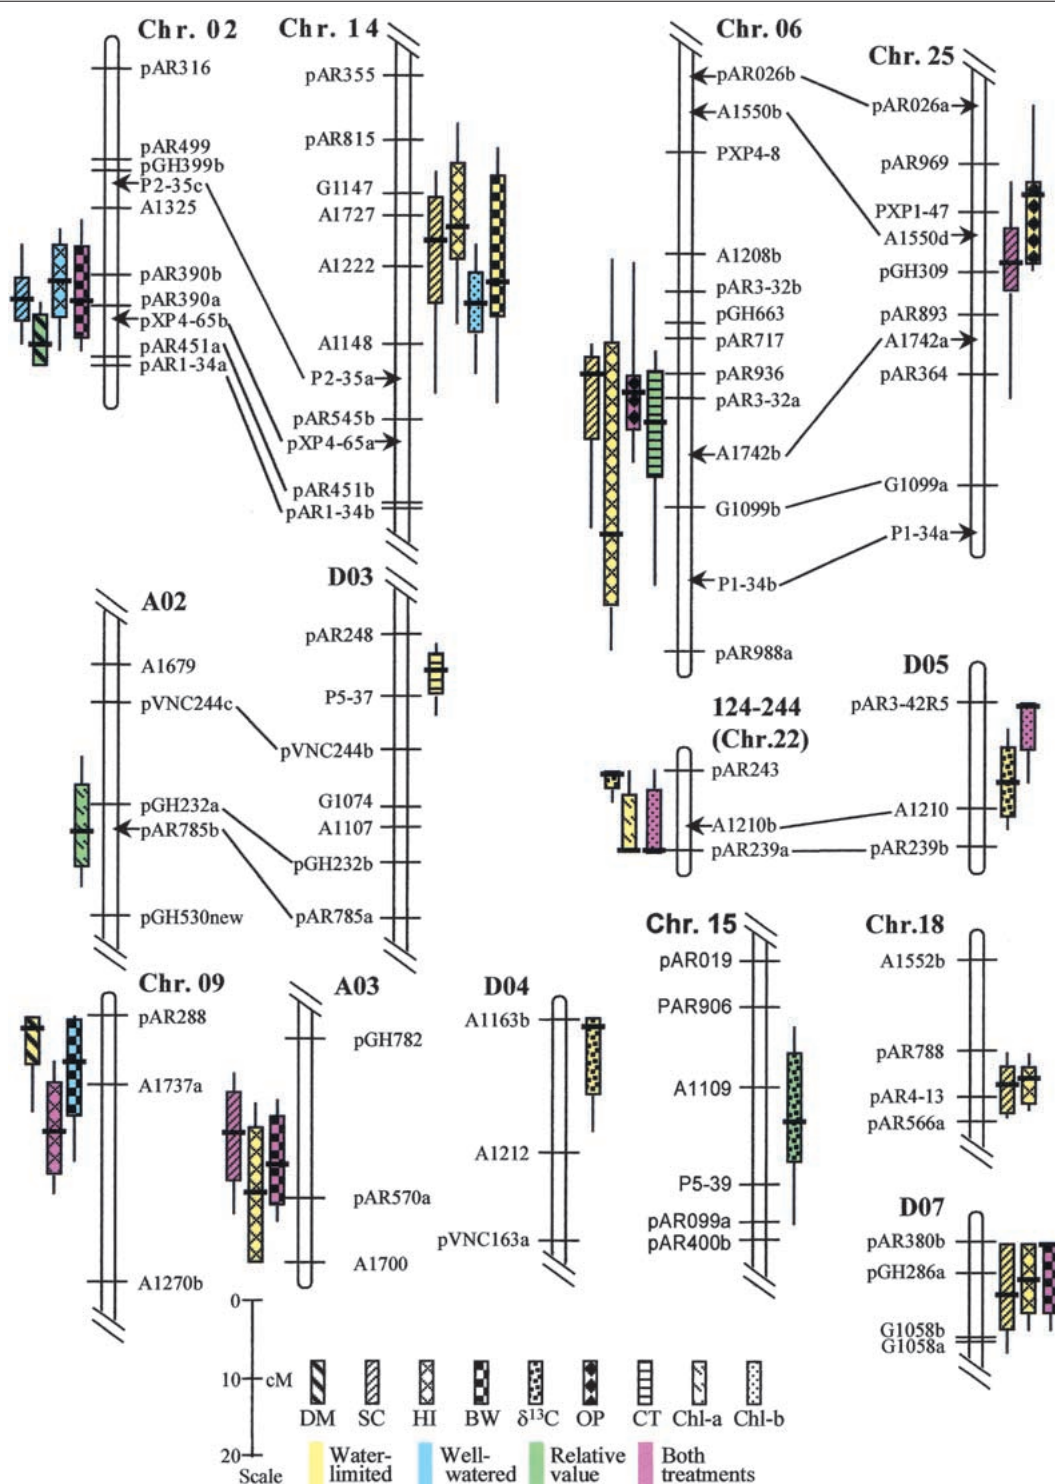 Chr. 02
pAR316
pAR499
pGH399b
P2-35c
A1325
pAR390b
pAR390a
pXP4-65b
pAR451a
pAR1-34a
Chr. 14
pAR355
pAR815
G1147
A1727
A1222
A1148
P2-35a
pAR545b
pXP4-65a
pAR451b
pAR1-34b
Chr. 06
pAR026b
A1550b
PXP4-8
A1208b
pAR3-32b
pGH663
pAR717
pAR936
pAR3-32a
A1742b
G1099b
P1-34b
pAR988a
Chr. 25
pAR026a
pAR969
PXP1-47
A1550d
pGH309
pAR893
A1742a
pAR364
G1099a
P1-34a
A02
A1679
pVNC244c
pGH232a
pAR785b
pGH530new
D03
pAR248
P5-37
pVNC244b
G1074
A1107
pGH232b
pAR785a
124-244
(Chr.22)
pAR243
A1210b
pAR239a
D05
pAR3-42R5
A1210
pAR239b
Chr. 09
pAR288
A1737a
A1270b
A03
pGH782
pAR570a
A1700
D04
A1163b
A1212
pVNC163a
Chr. 15
pAR019
PAR906
A1109
P5-39
pAR099a
pAR400b
Chr.18
A1552b
pAR788
pAR4-13
pAR566a
D07
pAR380b
pGH286a
G1058b
G1058a
0
10
cM
20
Scale
DM SC HI BW δ¹³C OP CT Chl-a Chl-b
Water-limited
Well-watered
Relative value
Both treatments